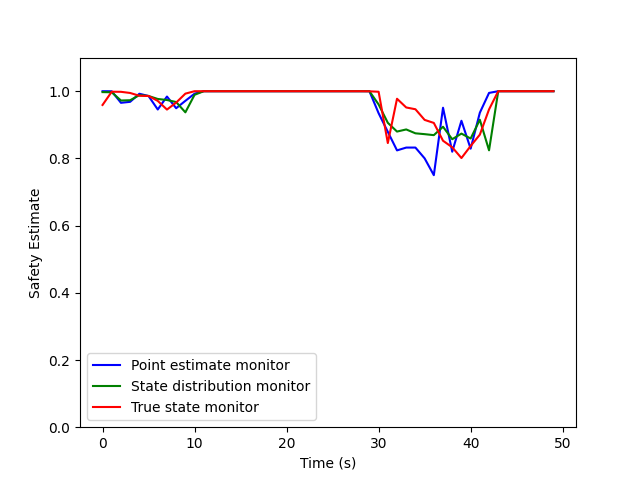 1.0
0.8
0.6
0.4
0.2
0.0
Safety Estimate
Point estimate monitor
State distribution monitor
True state monitor
0 10 20 30 40 50
Time (s)